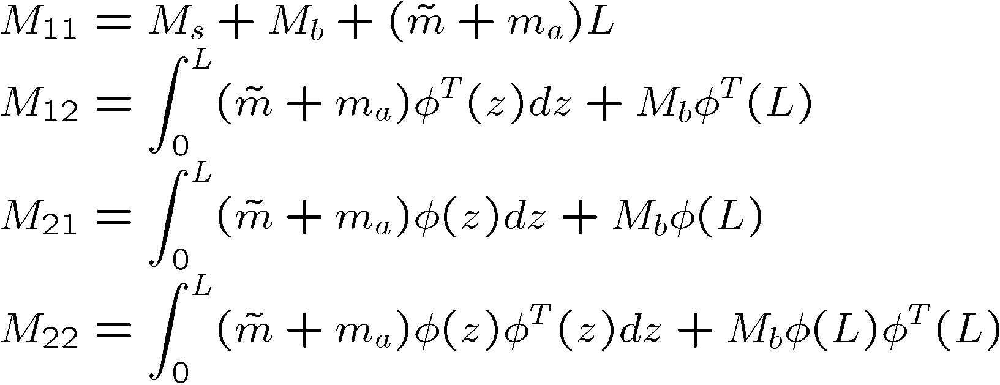 M_{11} = M_s + M_b + (\tilde{m} + m_a)L
M_{12} = \int_0^L (\tilde{m} + m_a)\phi^T(z)dz + M_b\phi^T(L)
M_{21} = \int_0^L (\tilde{m} + m_a)\phi(z)dz + M_b\phi(L)
M_{22} = \int_0^L (\tilde{m} + m_a)\phi(z)\phi^T(z)dz + M_b\phi(L)\phi^T(L)